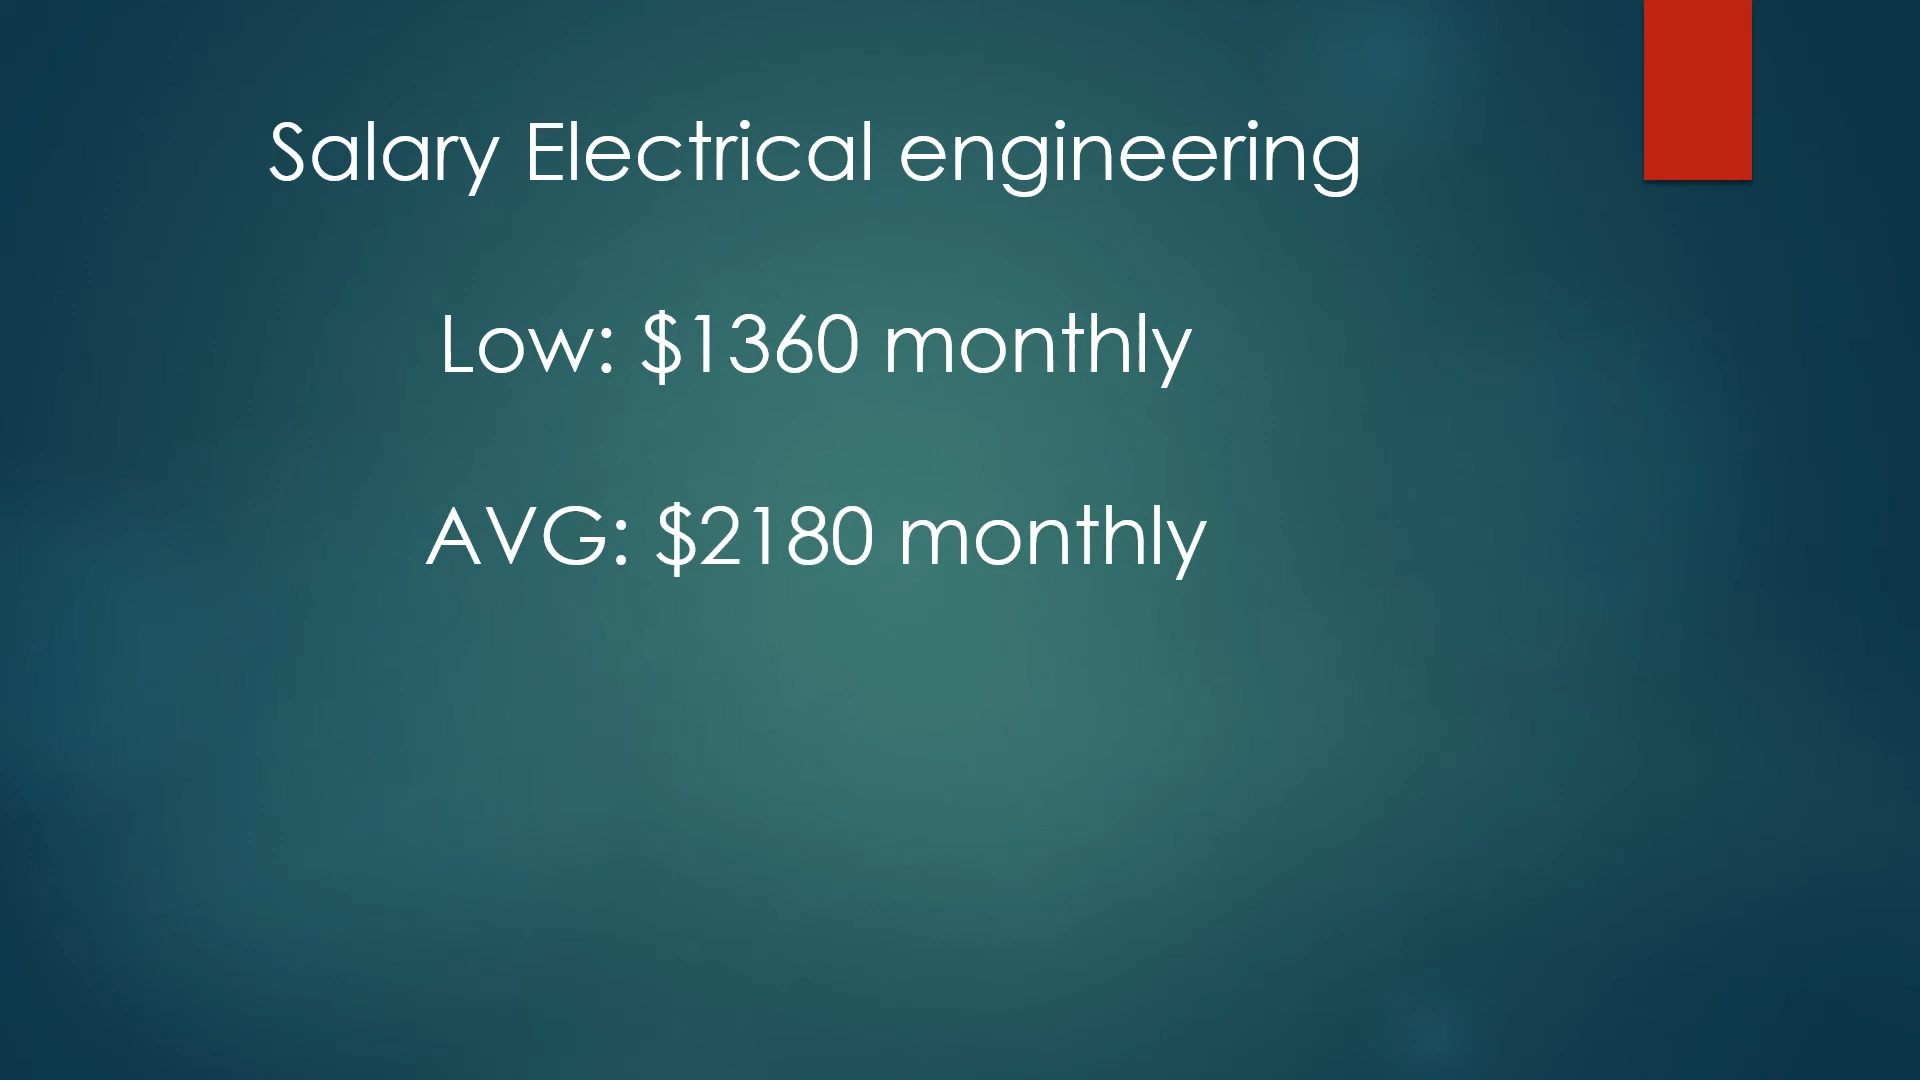 Salary Electrical engineering
Low: $1360 monthly
AVG: $2180 monthly